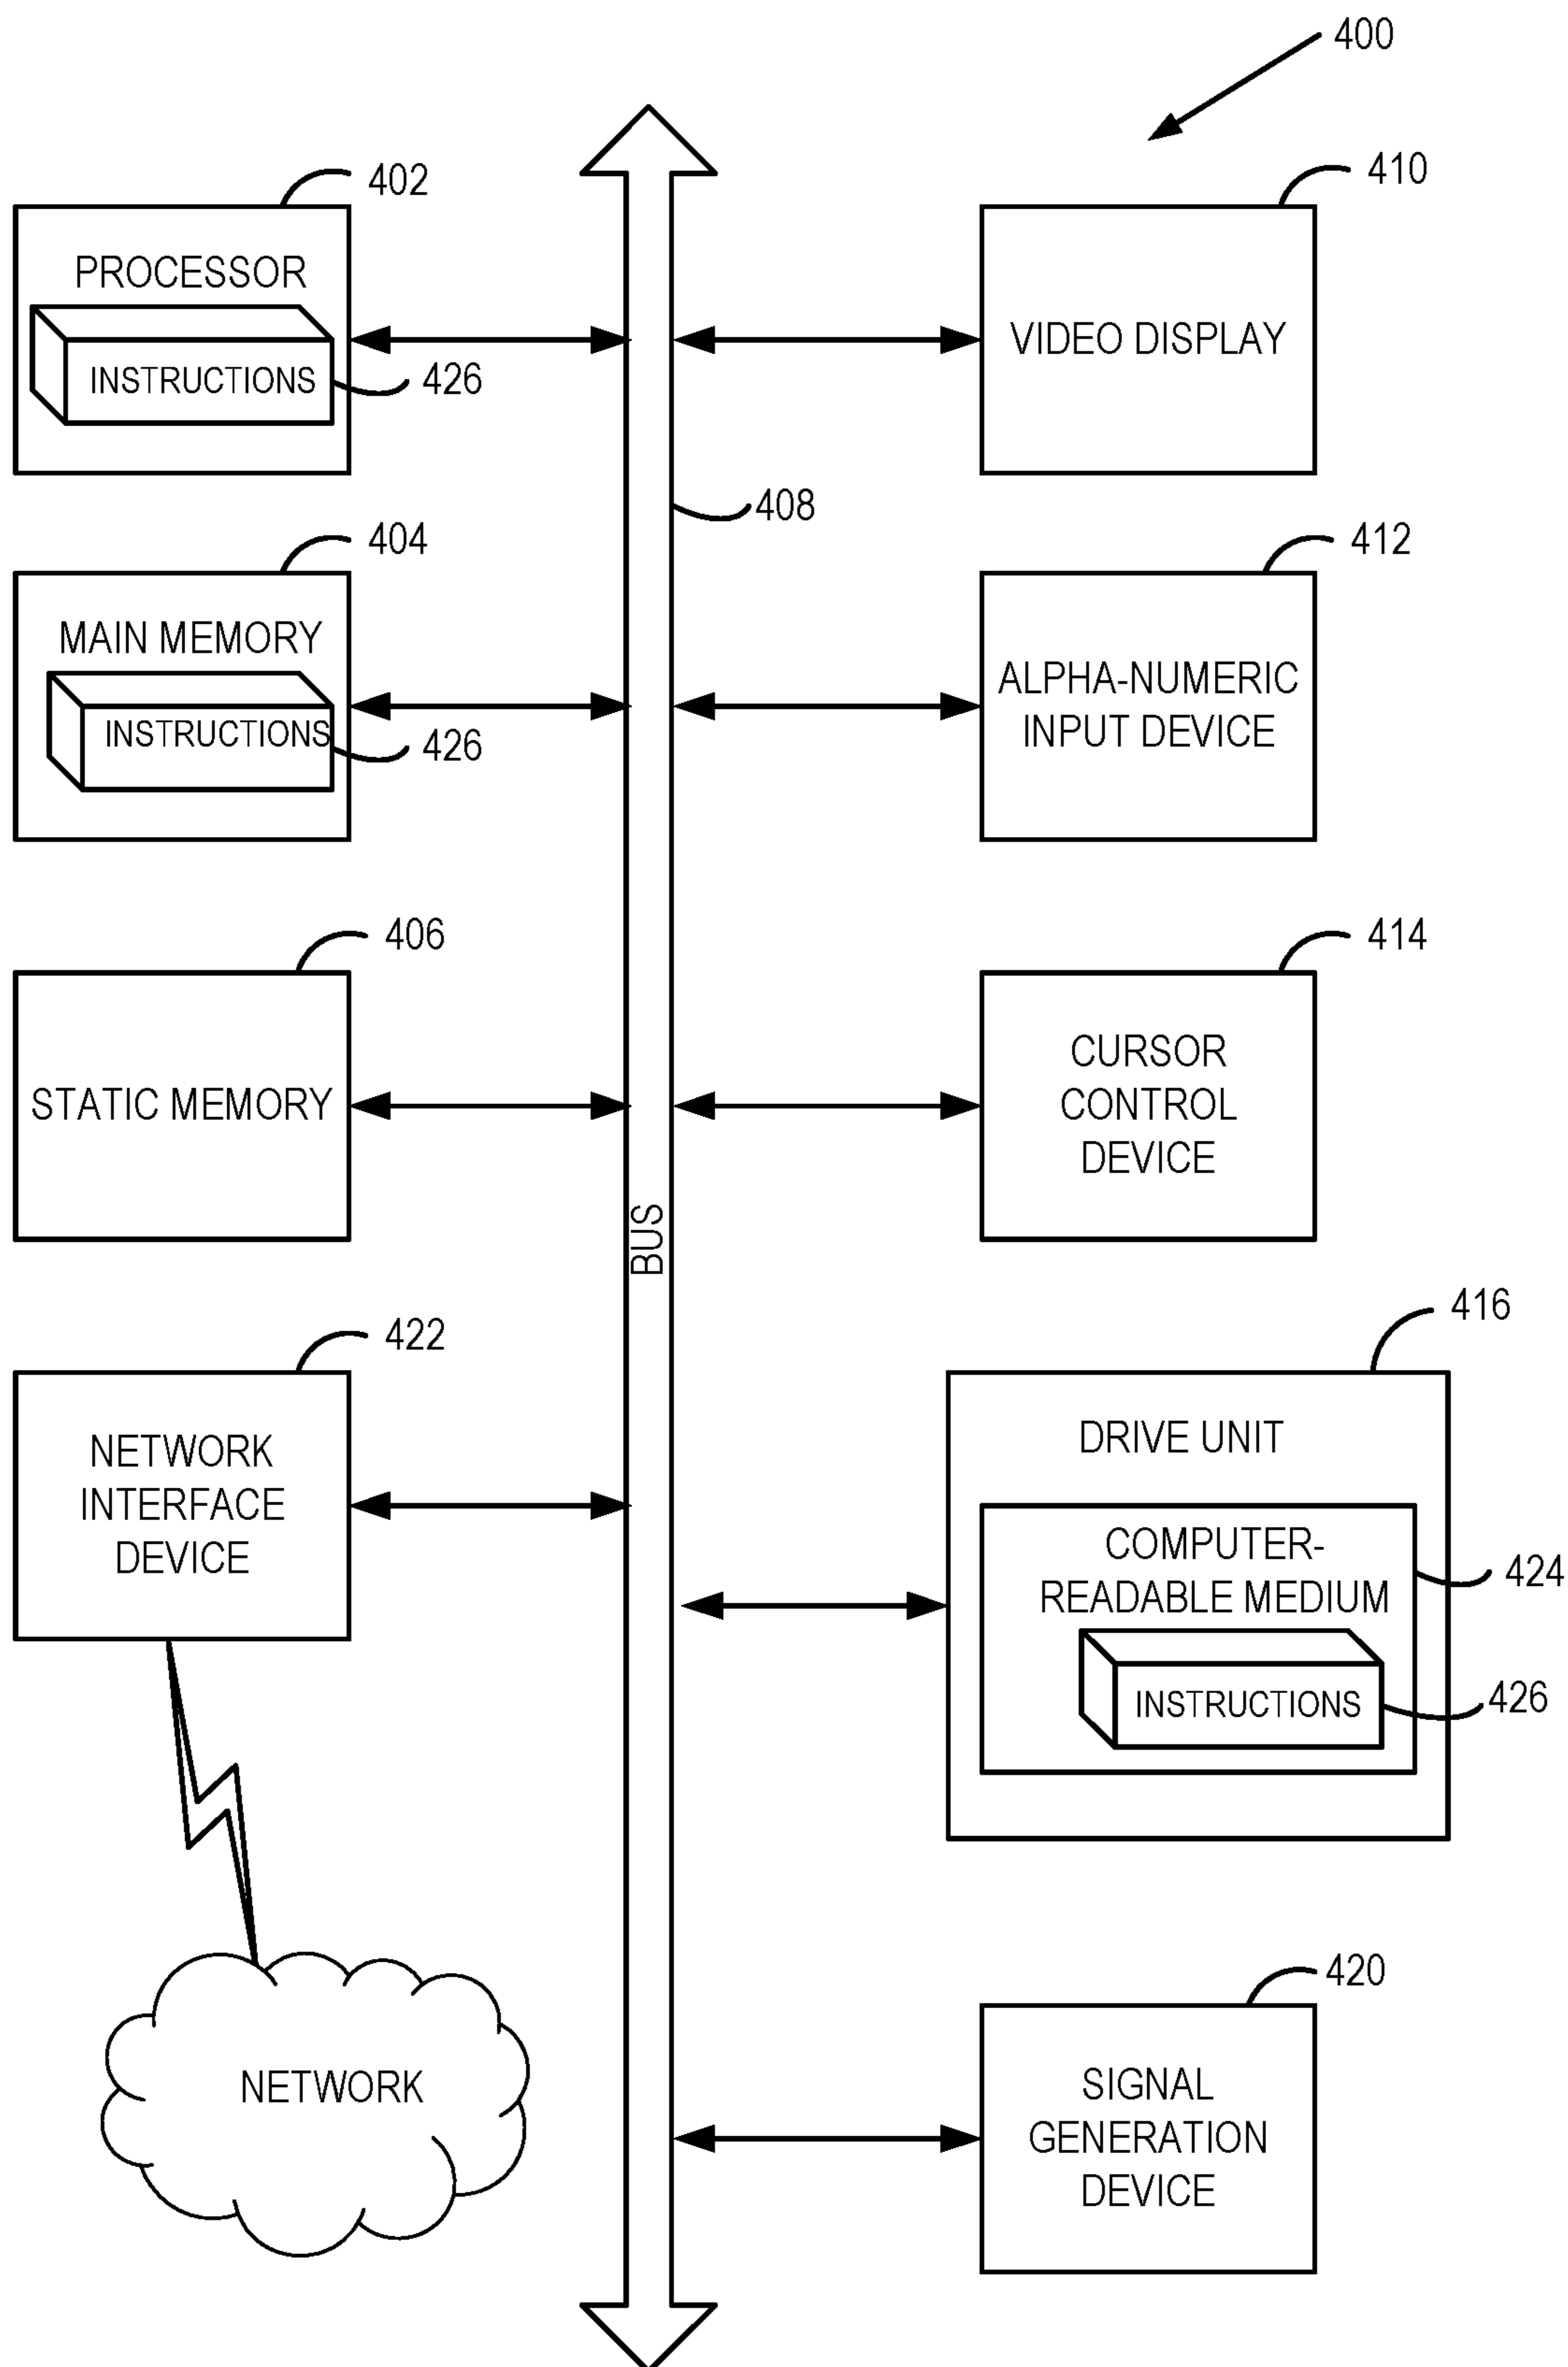 400
402
PROCESSOR
INSTRUCTIONS
426
404
MAIN MEMORY
INSTRUCTIONS
426
406
STATIC MEMORY
422
NETWORK
INTERFACE
DEVICE
NETWORK
408
BUS
410
VIDEO DISPLAY
412
ALPHA-NUMERIC
INPUT DEVICE
414
CURSOR
CONTROL
DEVICE
416
DRIVE UNIT
COMPUTER-
READABLE MEDIUM
424
INSTRUCTIONS
426
420
SIGNAL
GENERATION
DEVICE